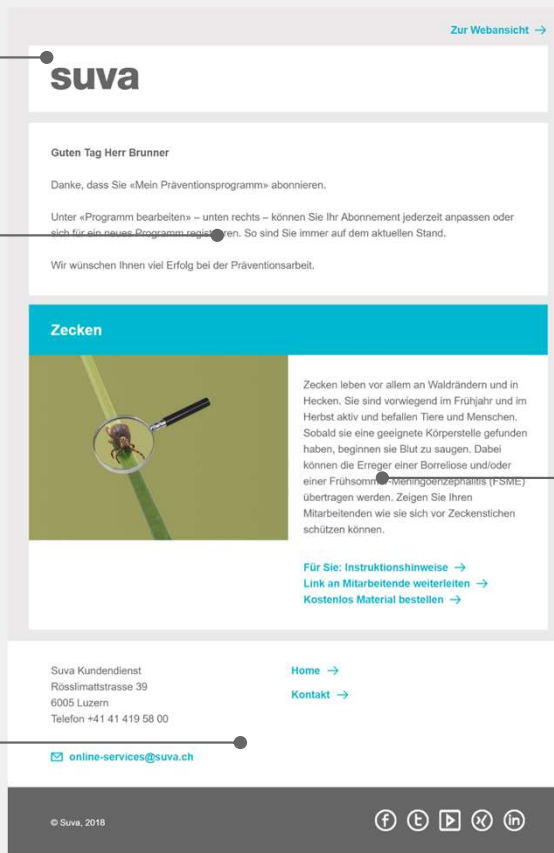 Zur Webansicht →
suva
Guten Tag Herr Brunner
Danke, dass Sie «Mein Präventionsprogramm» abonnieren.
Unter «Programm bearbeiten» – unten rechts – können Sie Ihr Abonnement jederzeit anpassen oder
sich für ein neues Programm registrieren. So sind Sie immer auf dem aktuellen Stand.
Wir wünschen Ihnen viel Erfolg bei der Präventionsarbeit.
Zecken
Zecken leben vor allem an Waldrändern und in
Hecken. Sie sind vorwiegend im Frühjahr und im
Herbst aktiv und befallen Tiere und Menschen.
Sobald sie eine geeignete Körperstelle gefunden
haben, beginnen sie Blut zu saugen. Dabei
können die Erreger einer Borreliose und/oder
einer Frühsommer-Meningoenzephalitis (FSME)
übertragen werden. Zeigen Sie Ihren
Mitarbeitenden wie sie sich vor Zeckenstichen
schützen können.
Für Sie: Instruktionshinweise →
Link an Mitarbeitende weiterleiten →
Kostenlos Material bestellen →
Suva Kundendienst
Rösslimattstrasse 39
6005 Luzern
Telefon +41 41 419 58 00
online-services@suva.ch
Home →
Kontakt →
© Suva, 2018